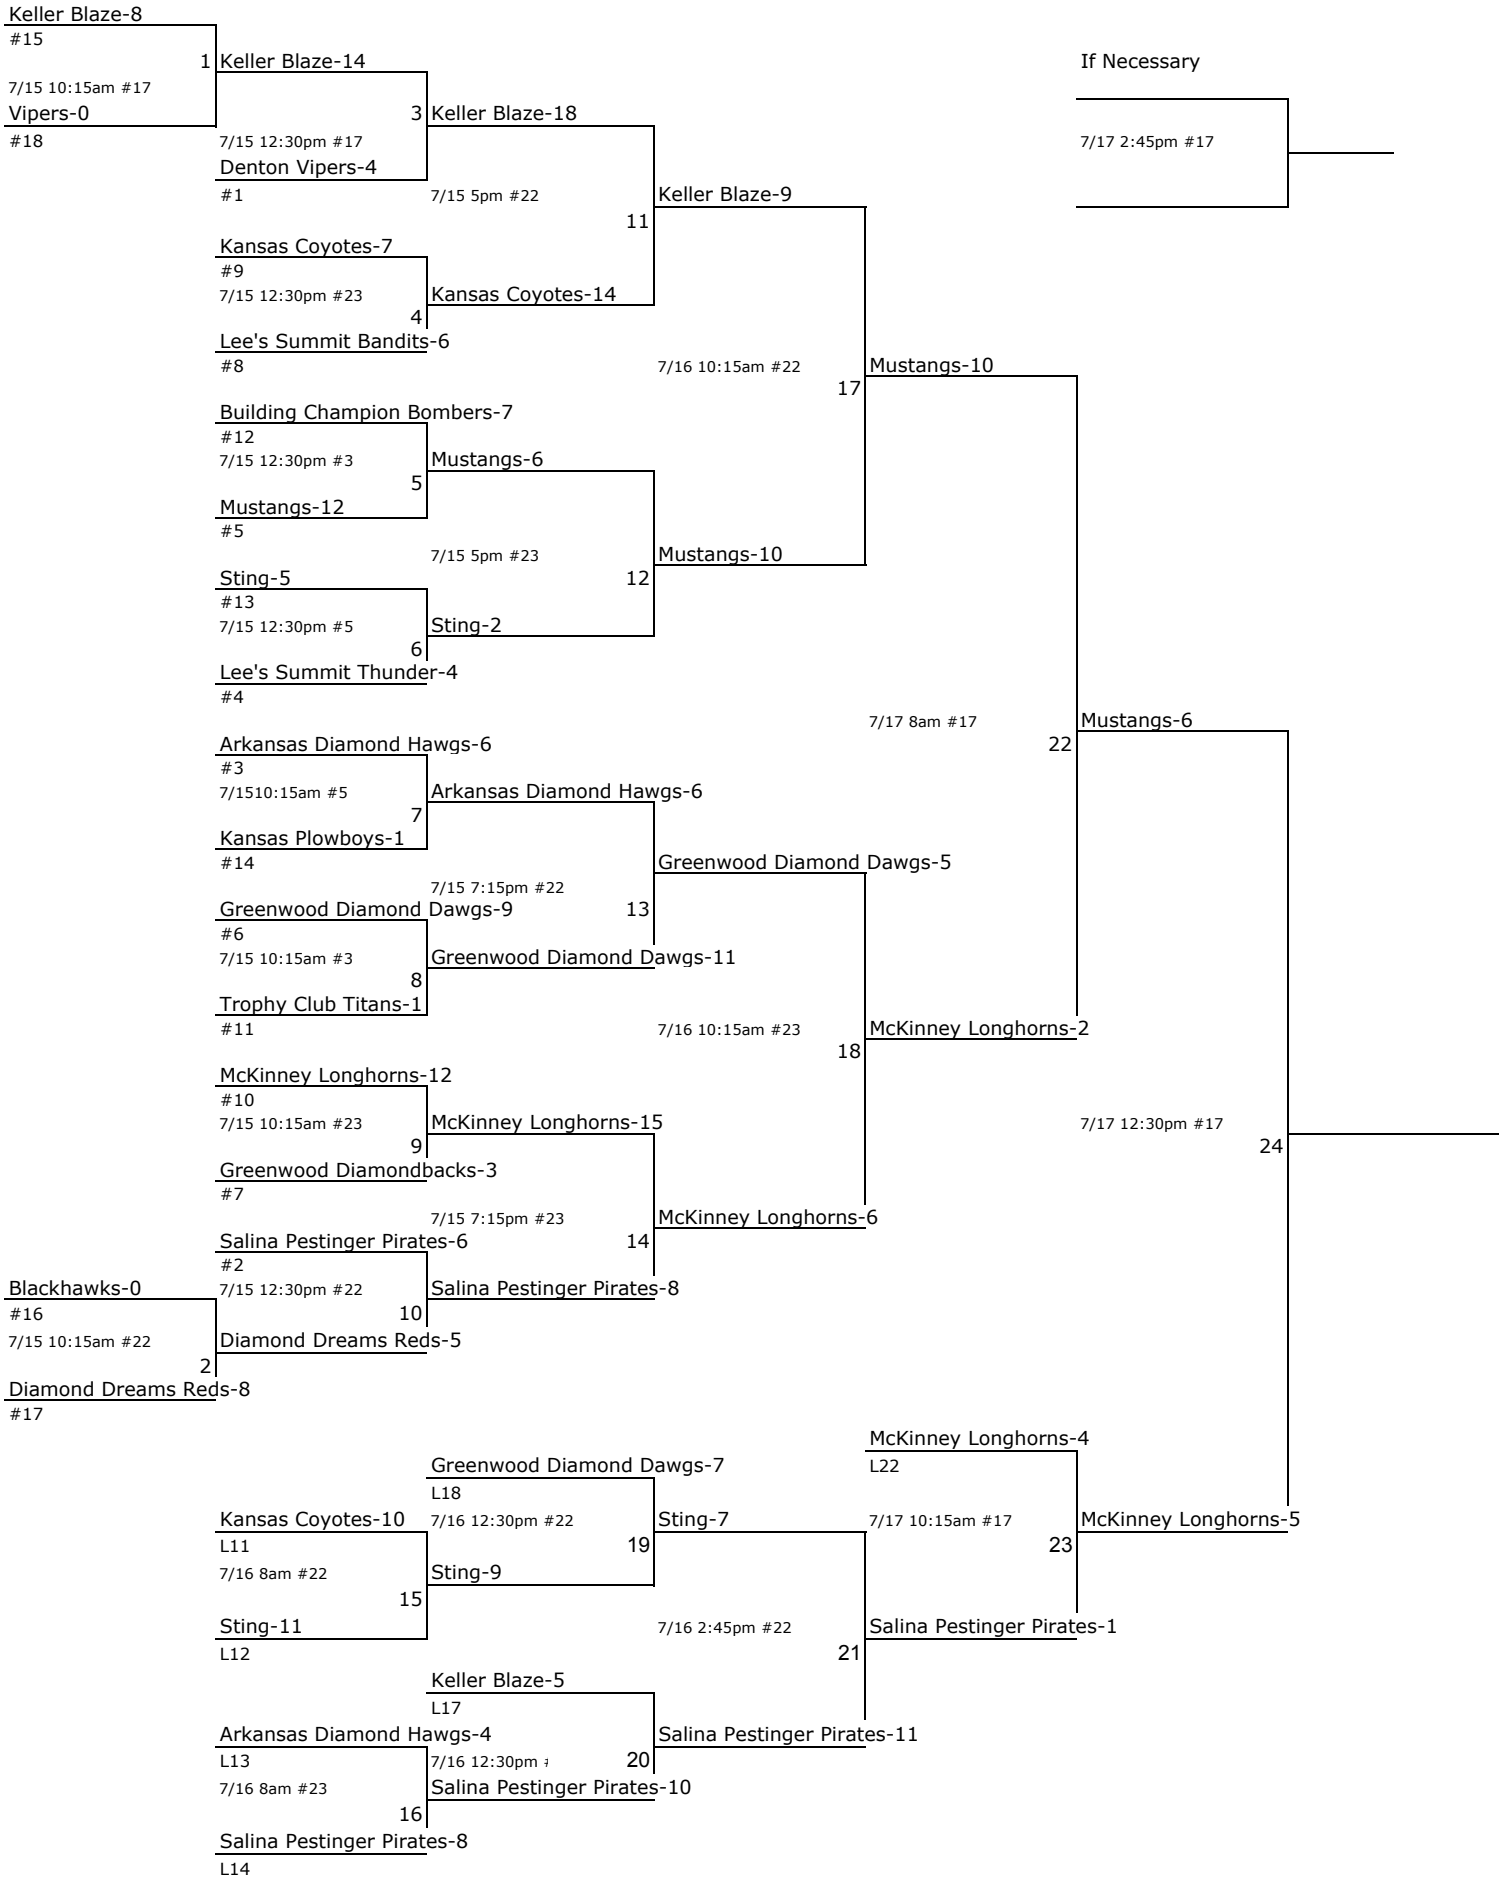 Keller Blaze-8
#15
1
Keller Blaze-14
If Necessary
7/15 10:15am #17
Vipers-0
#18
3
Keller Blaze-18
7/15 12:30pm #17
7/17 2:45pm #17
Denton Vipers-4
#1
7/15 5pm #22
Keller Blaze-9
11
Kansas Coyotes-7
#9
7/15 12:30pm #23
Kansas Coyotes-14
4
Lee's Summit Bandits-6
#8
7/16 10:15am #22
Mustangs-10
17
Building Champion Bombers-7
#12
7/15 12:30pm #3
Mustangs-6
5
Mustangs-12
#5
7/15 5pm #23
Mustangs-10
12
Sting-5
#13
7/15 12:30pm #5
Sting-2
6
Lee's Summit Thunder-4
#4
7/17 8am #17
Mustangs-6
22
Arkansas Diamond Hawgs-6
#3
7/1510:15am #5
Arkansas Diamond Hawgs-6
7
Kansas Plowboys-1
#14
Greenwood Diamond Dawgs-5
7/15 7:15pm #22
13
Greenwood Diamond Dawgs-9
#6
7/15 10:15am #3
Greenwood Diamond Dawgs-11
8
Trophy Club Titans-1
#11
7/16 10:15am #23
McKinney Longhorns-2
18
McKinney Longhorns-12
#10
7/15 10:15am #23
McKinney Longhorns-15
7/17 12:30pm #17
9
24
Greenwood Diamondbacks-3
#7
7/15 7:15pm #23
McKinney Longhorns-6
14
Salina Pestinger Pirates-6
#2
Blackhawks-0
7/15 12:30pm #22
Salina Pestinger Pirates-8
#16
10
7/15 10:15am #22
Diamond Dreams Reds-5
2
Diamond Dreams Reds-8
#17
McKinney Longhorns-4
L22
Greenwood Diamond Dawgs-7
L18
Kansas Coyotes-10
7/16 12:30pm #22
Sting-7
7/17 10:15am #17
McKinney Longhorns-5
L11
19
23
7/16 8am #22
Sting-9
15
Sting-11
L12
7/16 2:45pm #22
Salina Pestinger Pirates-1
21
Keller Blaze-5
L17
Arkansas Diamond Hawgs-4
Salina Pestinger Pirates-11
L13
7/16 12:30pm
20
7/16 8am #23
Salina Pestinger Pirates-10
16
Salina Pestinger Pirates-8
L14